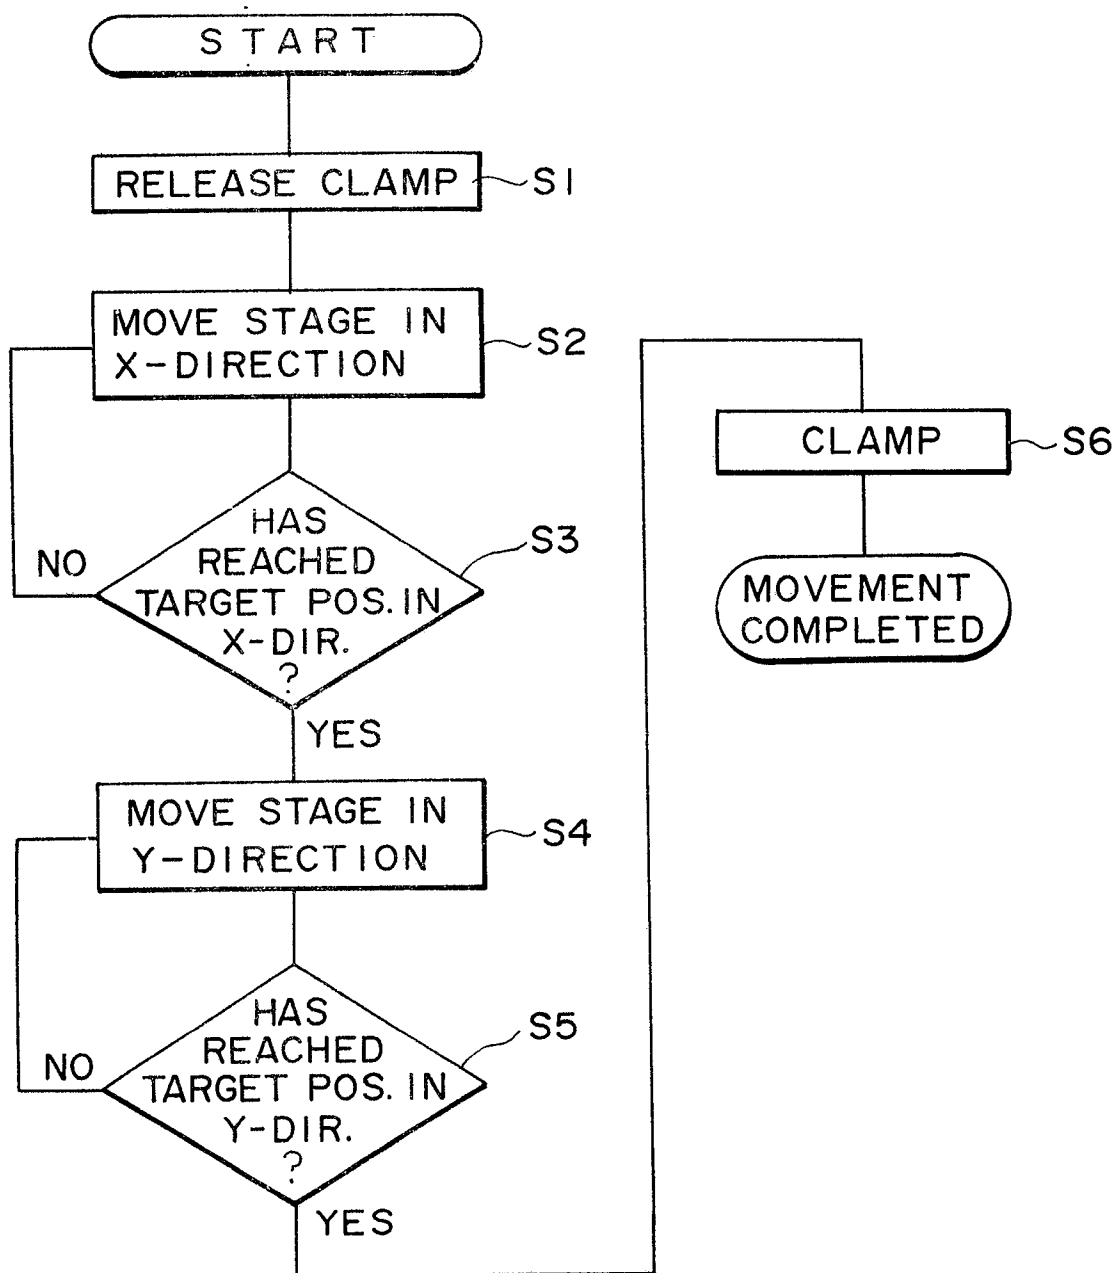 START
RELEASE CLAMP
S1
MOVE STAGE IN
X-DIRECTION
S2
HAS
REACHED
TARGET POS. IN
X-DIR.
?
S3
NO
YES
MOVE STAGE IN
Y-DIRECTION
S4
HAS
REACHED
TARGET POS. IN
Y-DIR.
?
S5
NO
YES
CLAMP
S6
MOVEMENT
COMPLETED